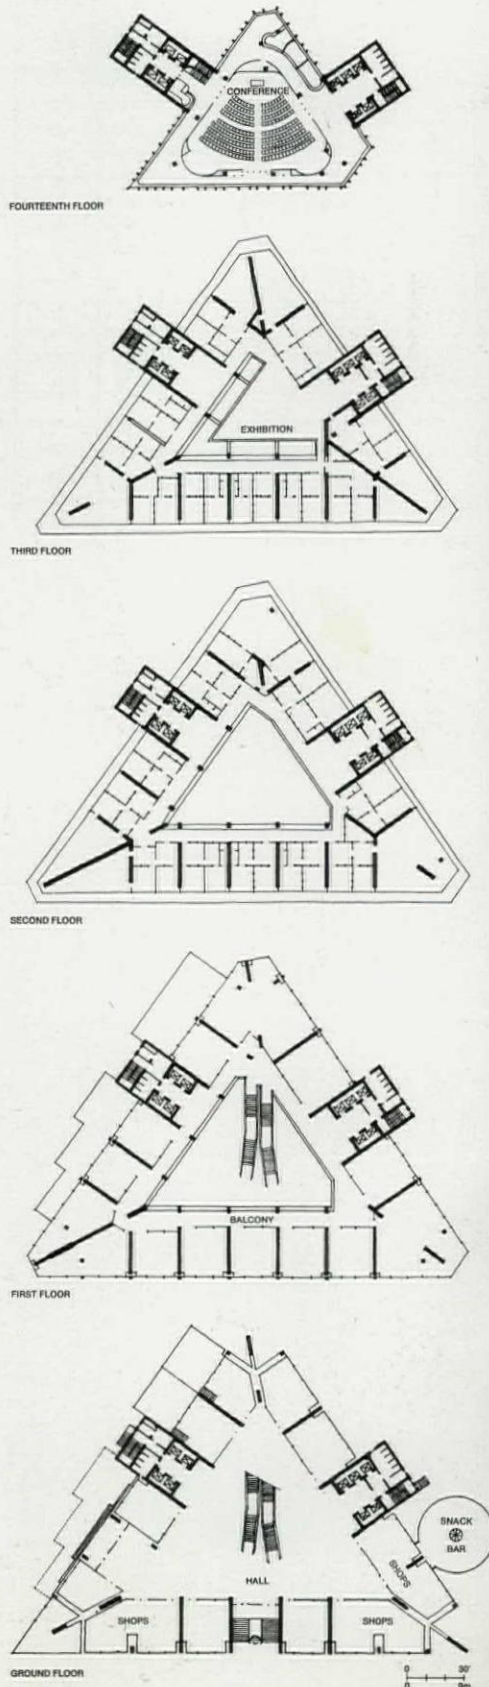 CONFERENCE
FOURTEENTH FLOOR
EXHIBITION
THIRD FLOOR
SECOND FLOOR
BALCONY
FIRST FLOOR
SNACK
BAR
SHOPS
HALL
SHOPS
SHOPS
GROUND FLOOR
0 30'
0 9m